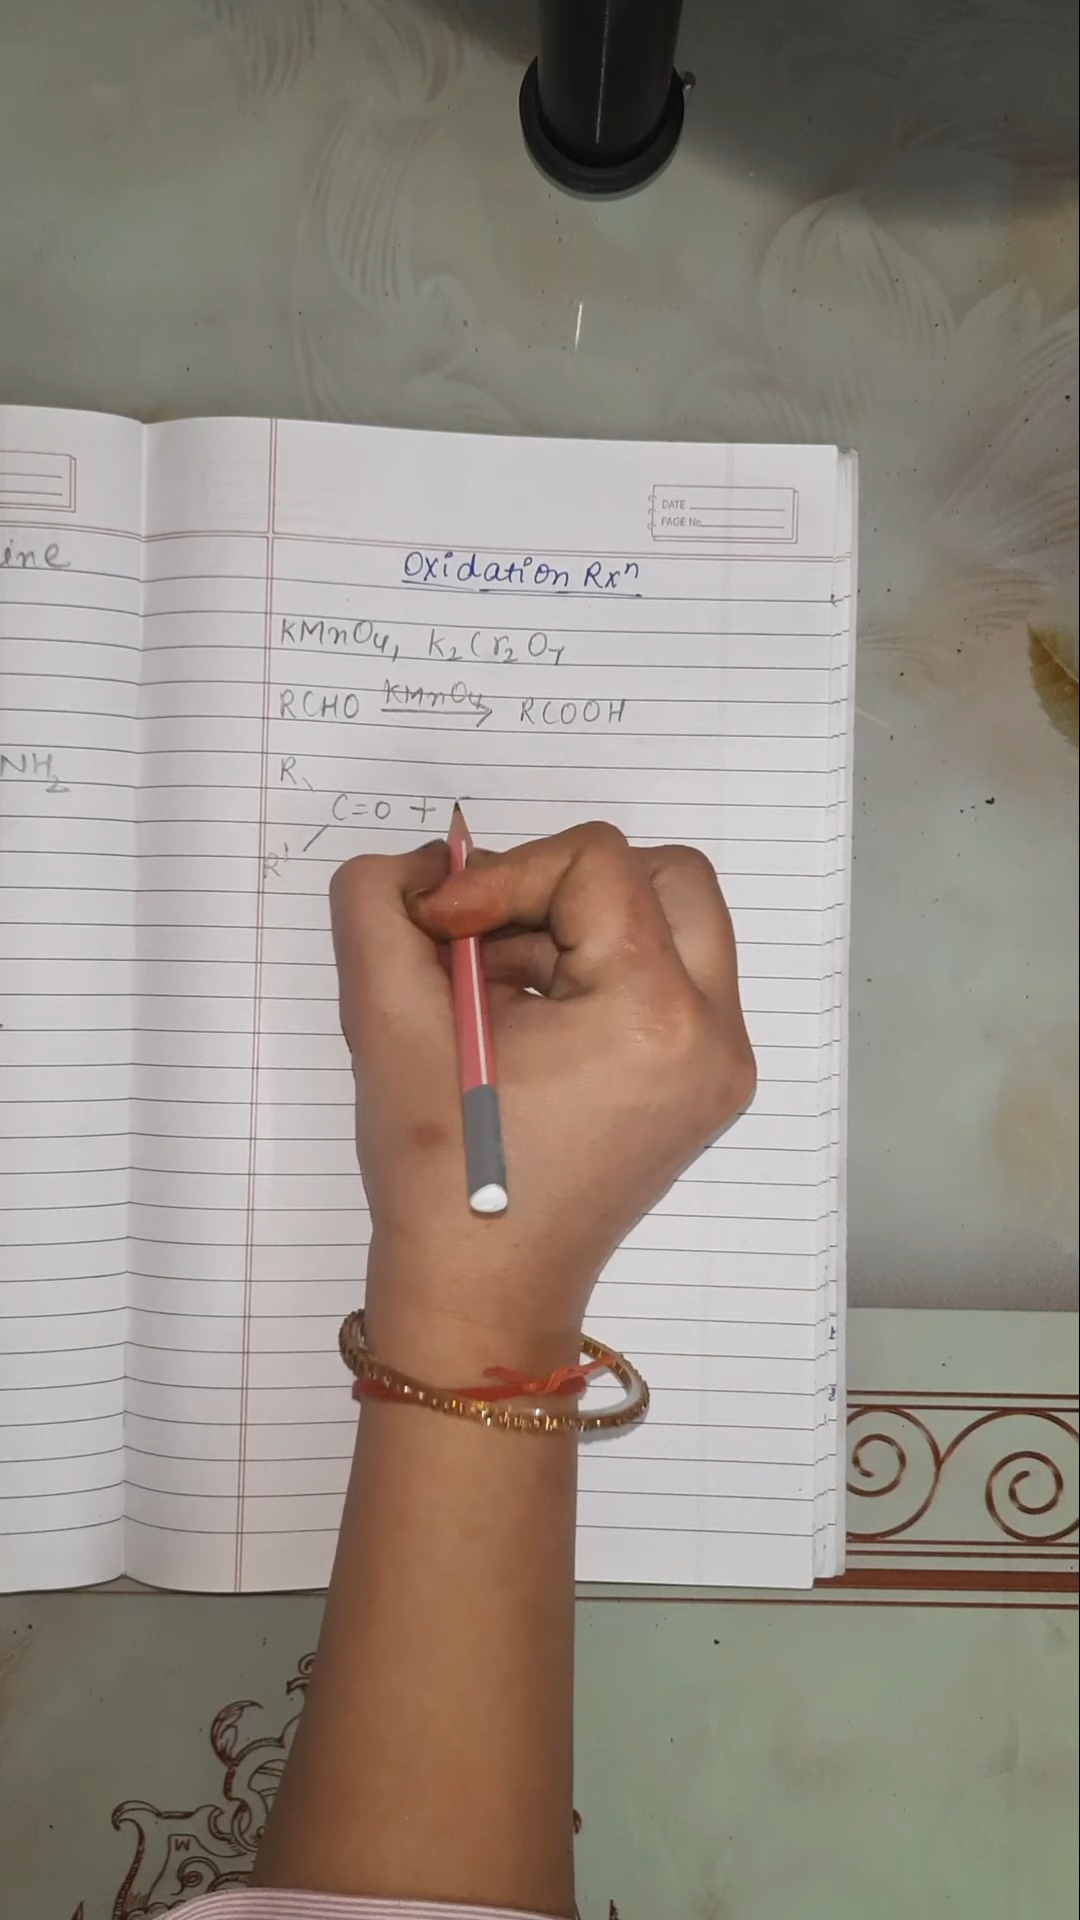 DATE
PAGE No.
ine
Oxidation Rxⁿ
KMnO4, K2Cr2O7
RCHO KMnO4 → RCOOH
NH2
R
C=O +
R'